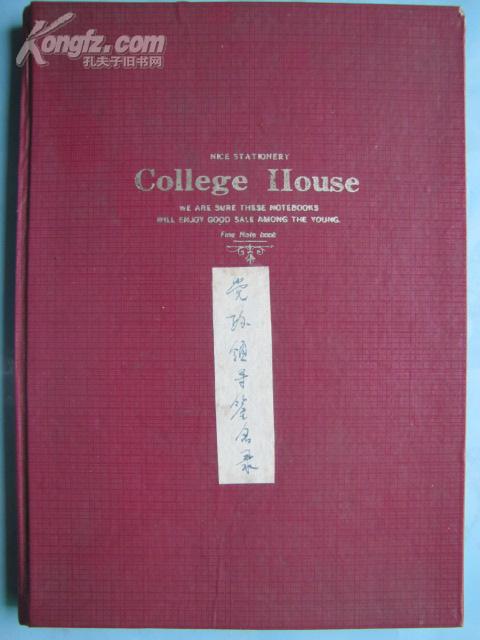 Kongfz.com
孔夫子旧书网
NICE STATIONERY
College House
WE ARE SURE THESE NOTEBOOKS
WILL ENJOY GOOD SALE AMONG THE YOUNG.
Fine Note book
党政领导签名录